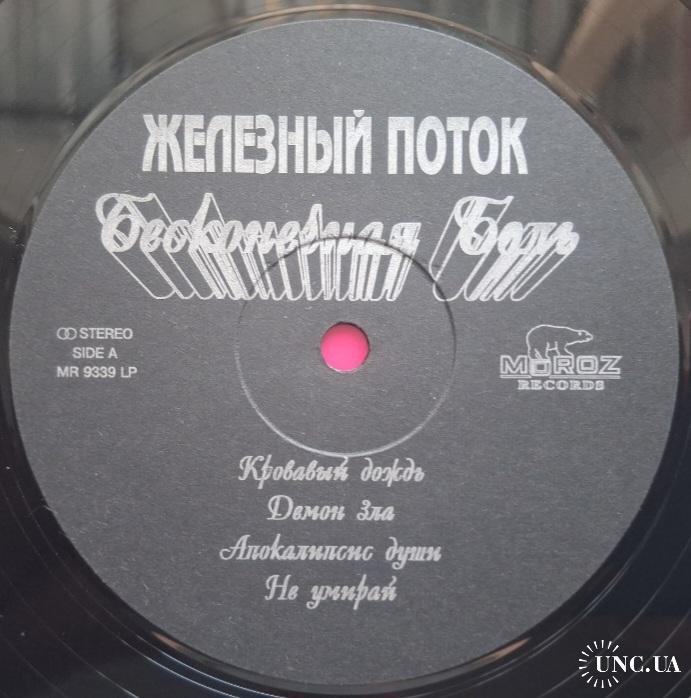 ЖЕЛЕЗНЫЙ ПОТОК
Бесконечная Боль
STEREO
SIDE A
MR 9339 LP
MOROZ
RECORDS
Кровавый дождь
Демон зла
Апокалипсис души
Не умирай
UNC.UA